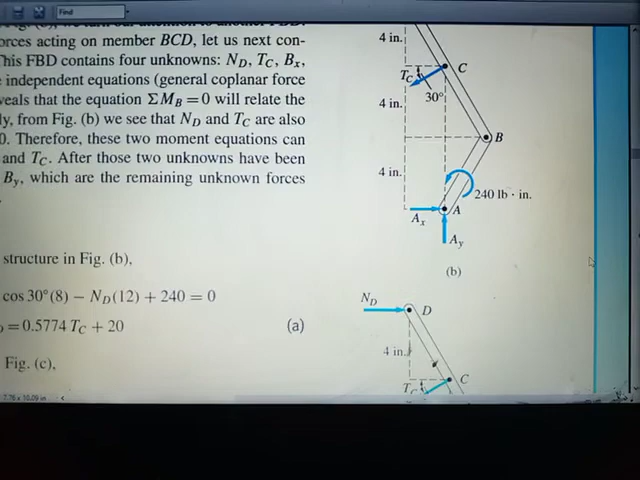 Find
orces acting on member BCD, let us next con-
his FBD contains four unknowns: N_D, T_C, B_x,
independent equations (general coplanar force
veals that the equation ΣM_B = 0 will relate the
ly, from Fig. (b) we see that N_D and T_C are also
0. Therefore, these two moment equations can
and T_C. After those two unknowns have been
B_y, which are the remaining unknown forces
structure in Fig. (b),
cos 30°(8) − N_D(12) + 240 = 0
= 0.5774 T_C + 20 (a)
Fig. (c),
7.76 x 10.09 in
4 in.
T_C
C
30°
4 in.
B
4 in.
240 lb · in.
A
A_x
A_y
(b)
N_D
D
4 in.
C
T_C